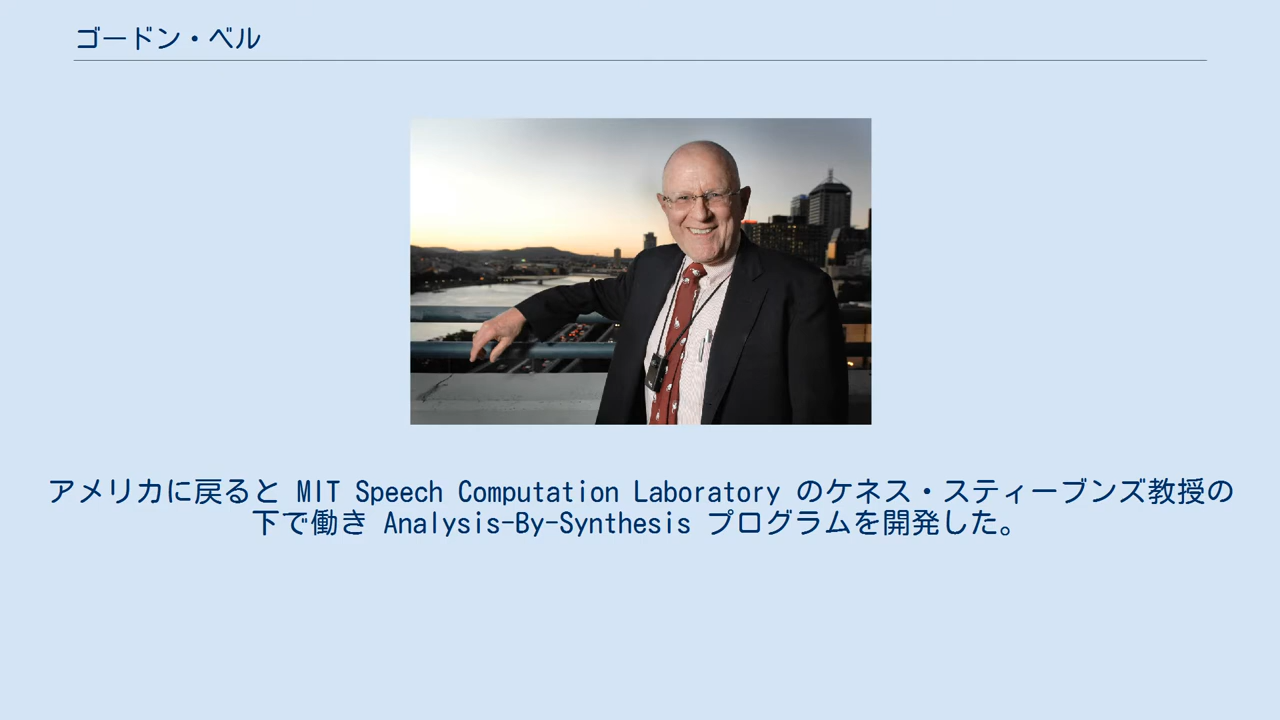 ゴードン・ベル
アメリカに戻ると MIT Speech Computation Laboratory のケネス・スティーブンズ教授の
下で働き Analysis-By-Synthesis プログラムを開発した。